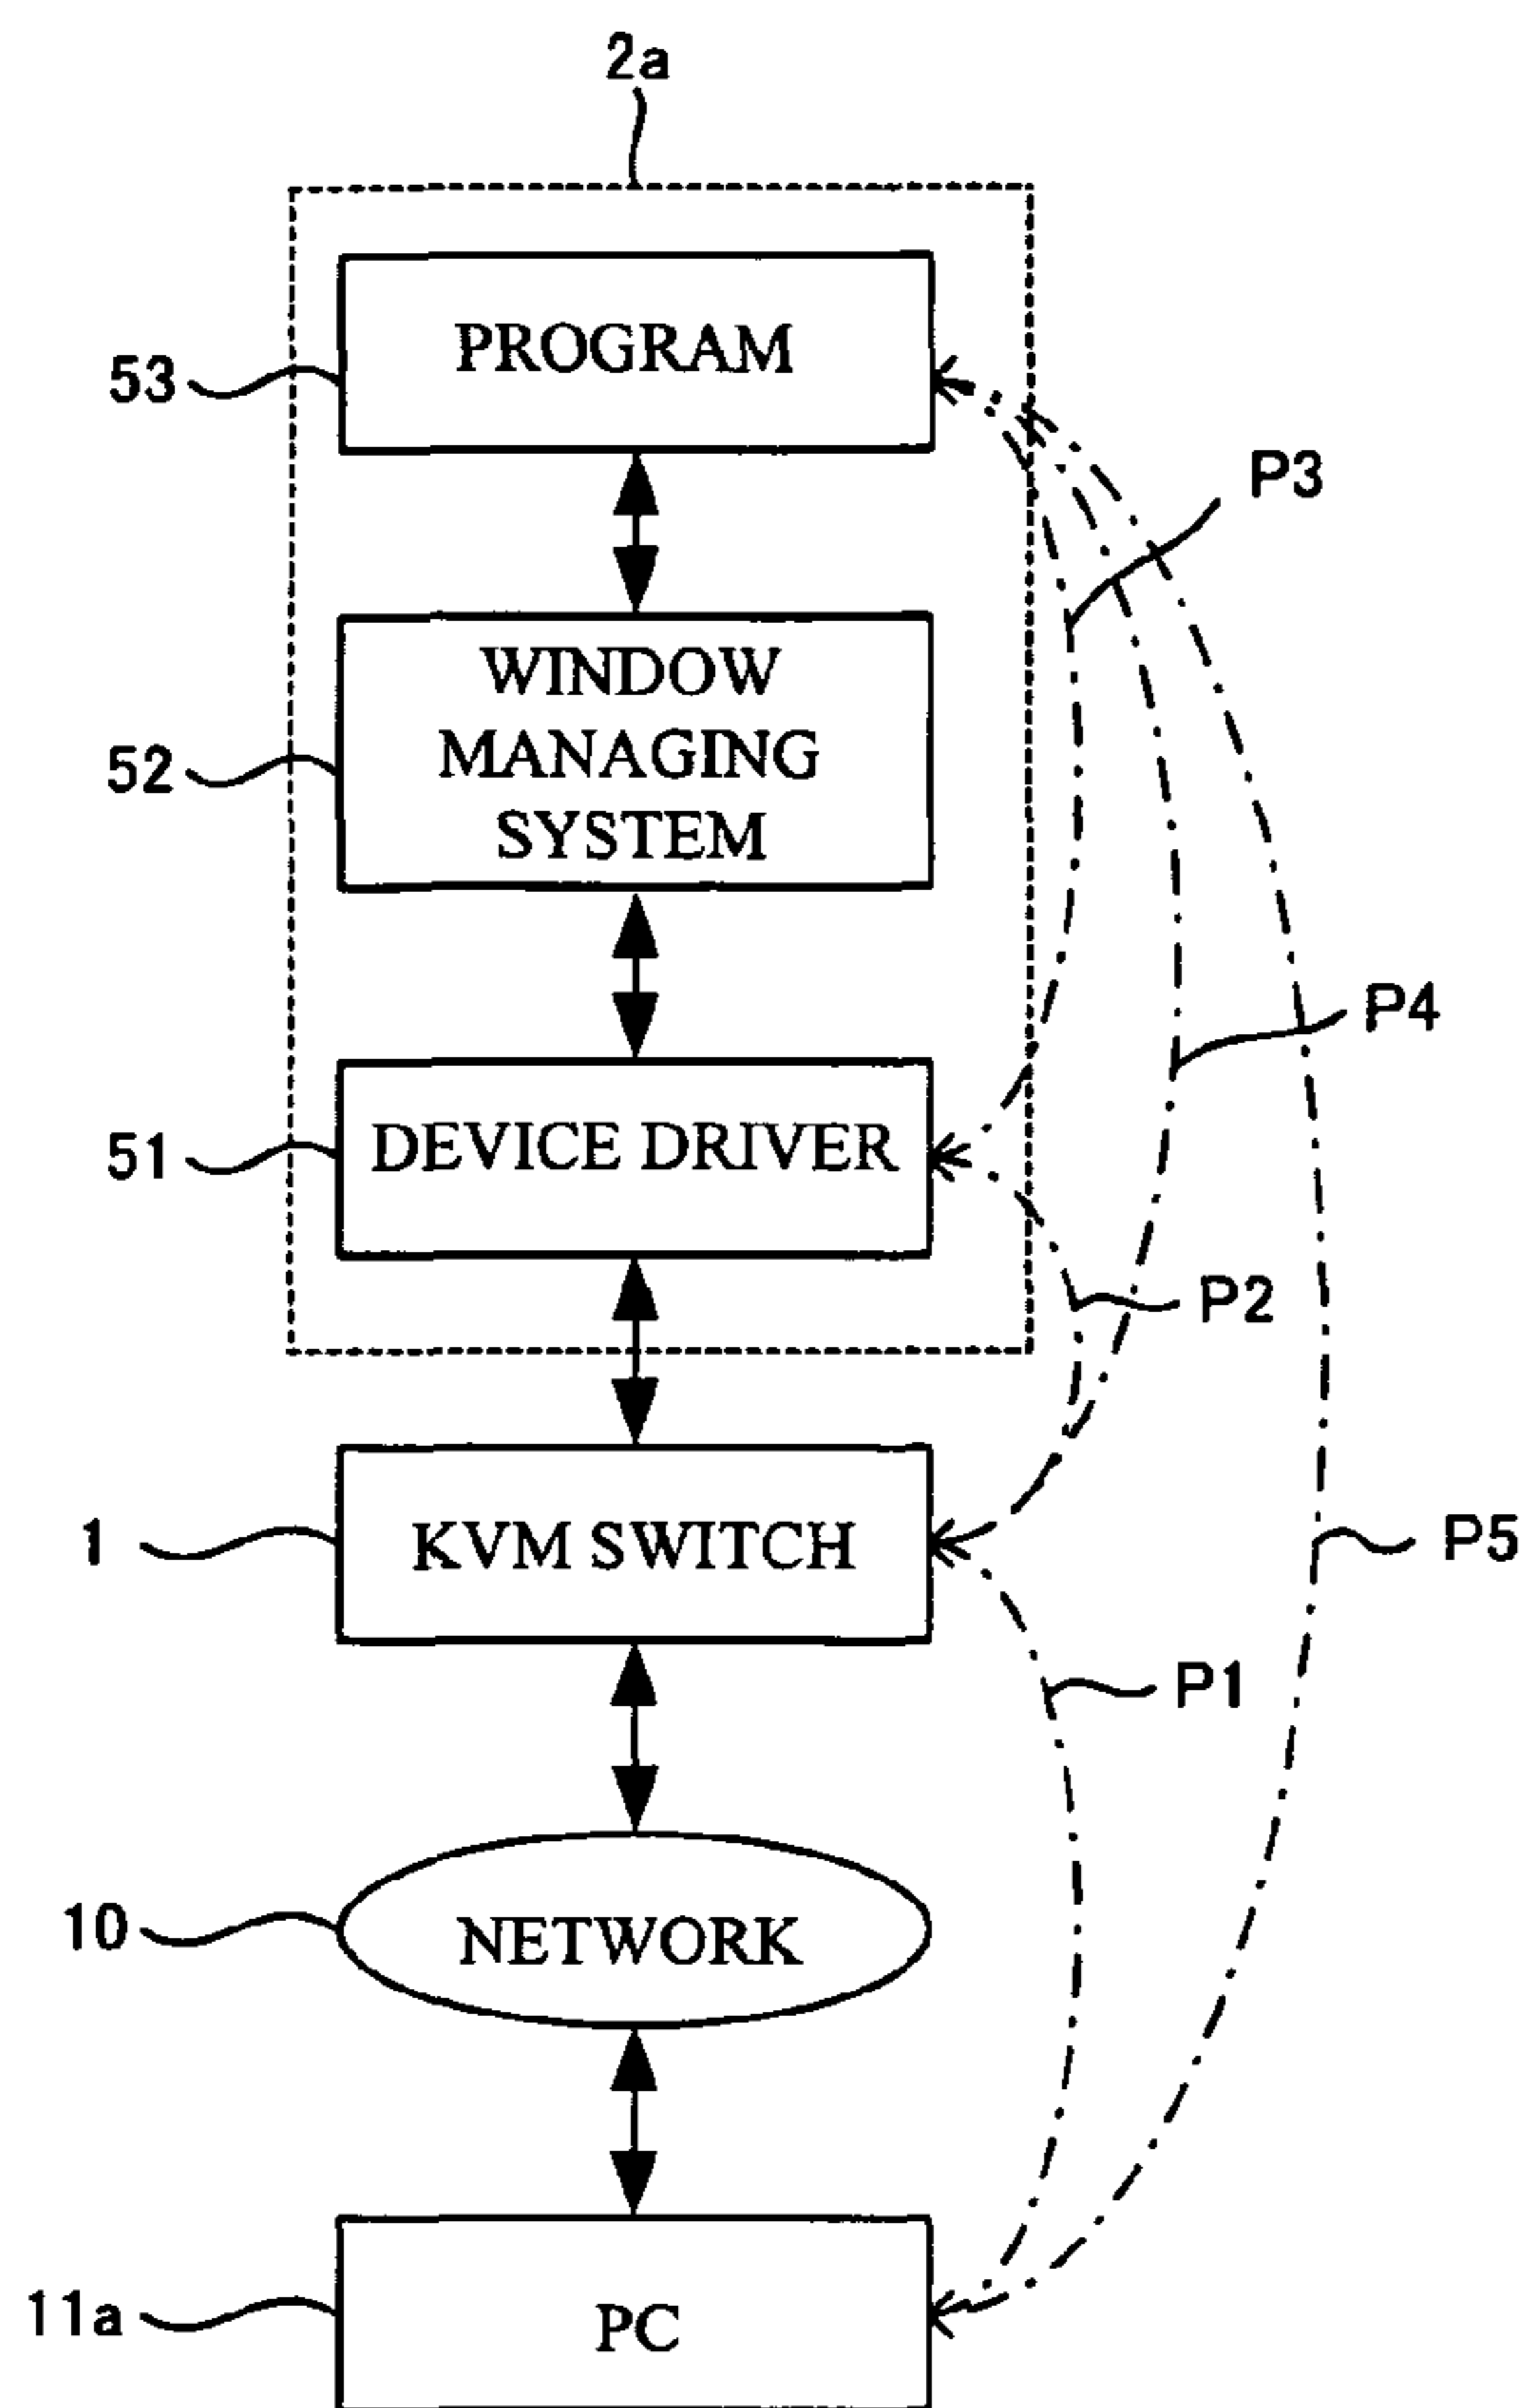 2a
PROGRAM
53
P3
WINDOW
MANAGING
SYSTEM
52
P4
DEVICE DRIVER
51
P2
KVM SWITCH
1
P5
P1
NETWORK
10
PC
11a